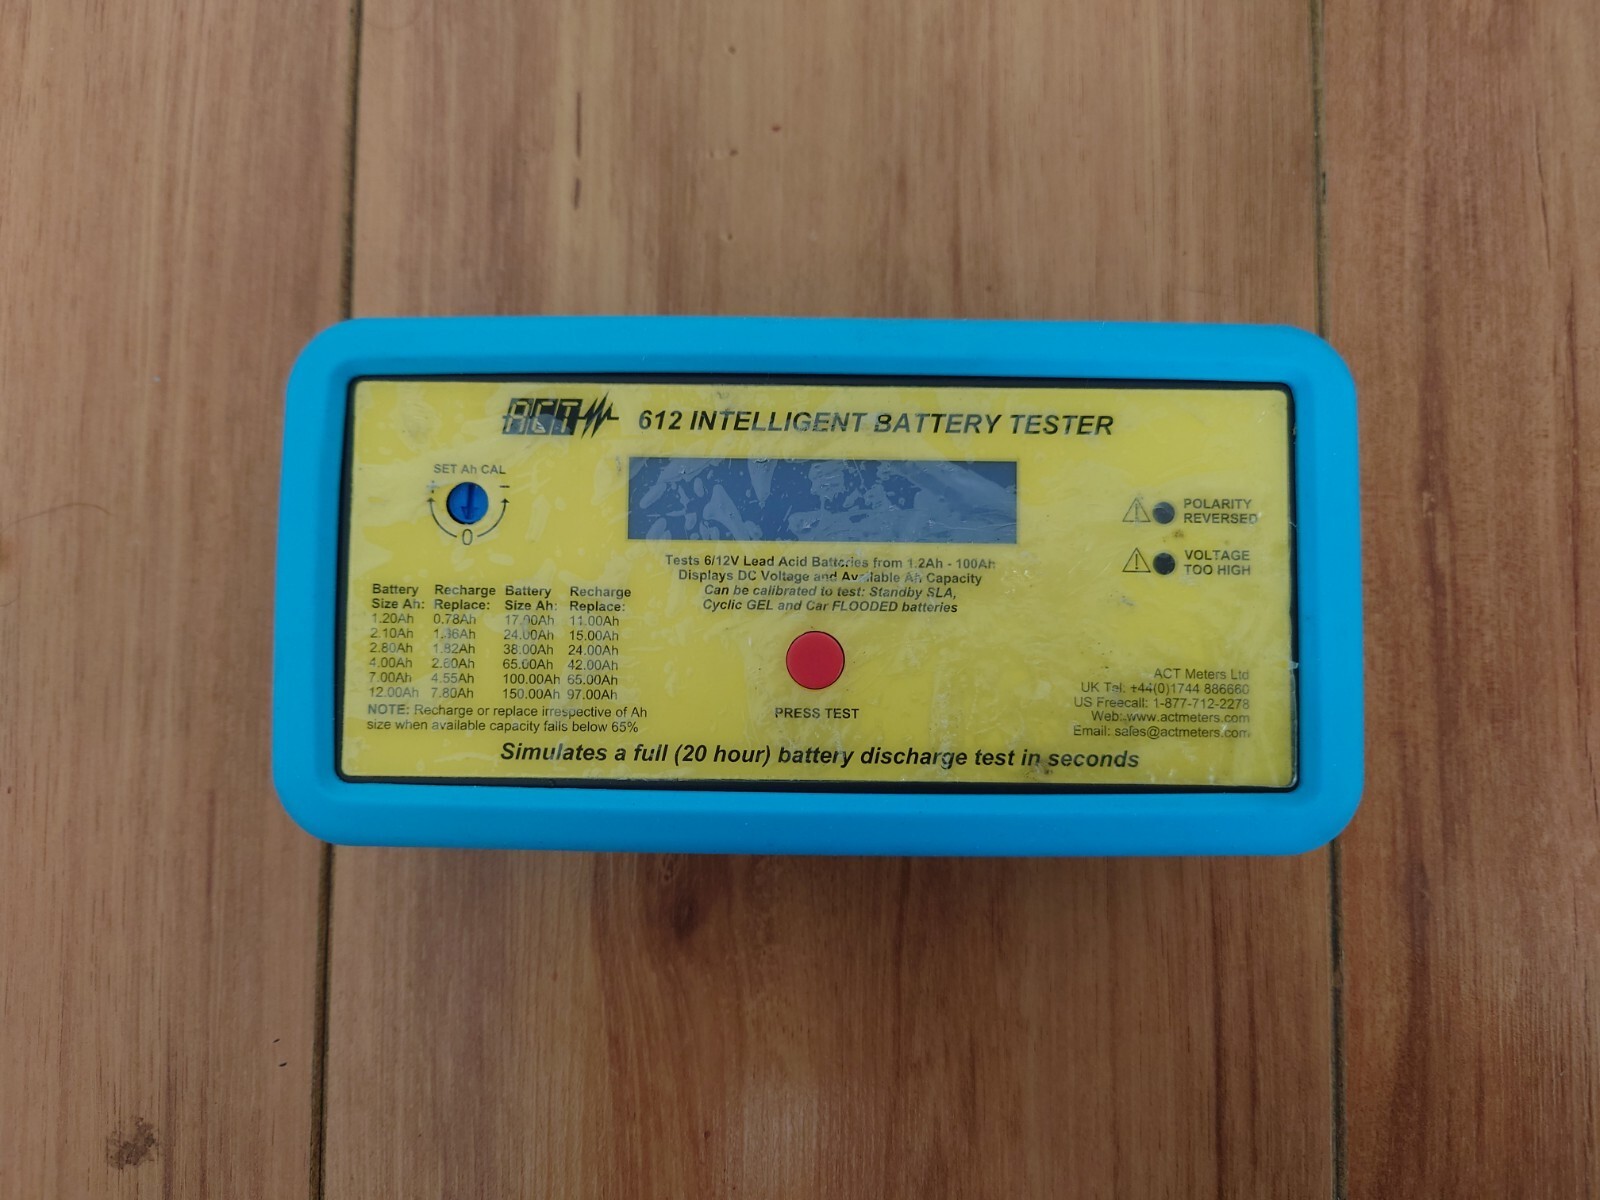 ACT 612 INTELLIGENT BATTERY TESTER
SET Ah CAL
+ -
0
POLARITY
REVERSED
VOLTAGE
TOO HIGH
Tests 6/12V Lead Acid Batteries from 1.2Ah - 100Ah
Displays DC Voltage and Available Ah Capacity
Can be calibrated to test: Standby SLA,
Cyclic GEL and Car FLOODED batteries
Battery Recharge Battery Recharge
Size Ah: Replace: Size Ah: Replace:
1.20Ah 0.78Ah 17.00Ah 11.00Ah
2.10Ah 1.36Ah 24.00Ah 15.00Ah
2.80Ah 1.82Ah 38.00Ah 24.00Ah
4.00Ah 2.60Ah 65.00Ah 42.00Ah
7.00Ah 4.55Ah 100.00Ah 65.00Ah
12.00Ah 7.80Ah 150.00Ah 97.00Ah
NOTE: Recharge or replace irrespective of Ah
size when available capacity falls below 65%
PRESS TEST
ACT Meters Ltd
UK Tel: +44(0)1744 886660
US Freecall: 1-877-712-2278
Web: www.actmeters.com
Email: sales@actmeters.com
Simulates a full (20 hour) battery discharge test in seconds